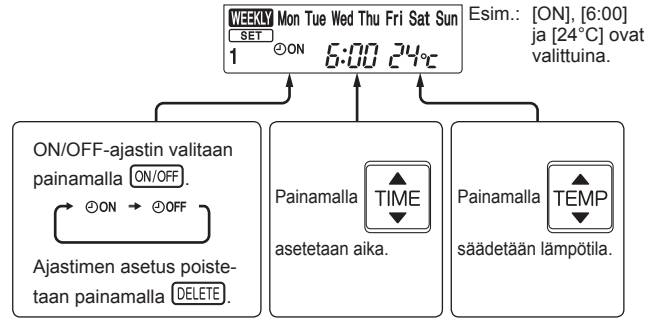 WEEKLY Mon Tue Wed Thu Fri Sat Sun
SET
1 ON 6:00 24°C
Esim.: [ON], [6:00]
ja [24°C] ovat
valittuina.
ON/OFF-ajastin valitaan
painamalla ON/OFF.
ON → OFF
Ajastimen asetus poiste-
taan painamalla DELETE.
Painamalla TIME
asetetaan aika.
Painamalla TEMP
säädetään lämpötila.